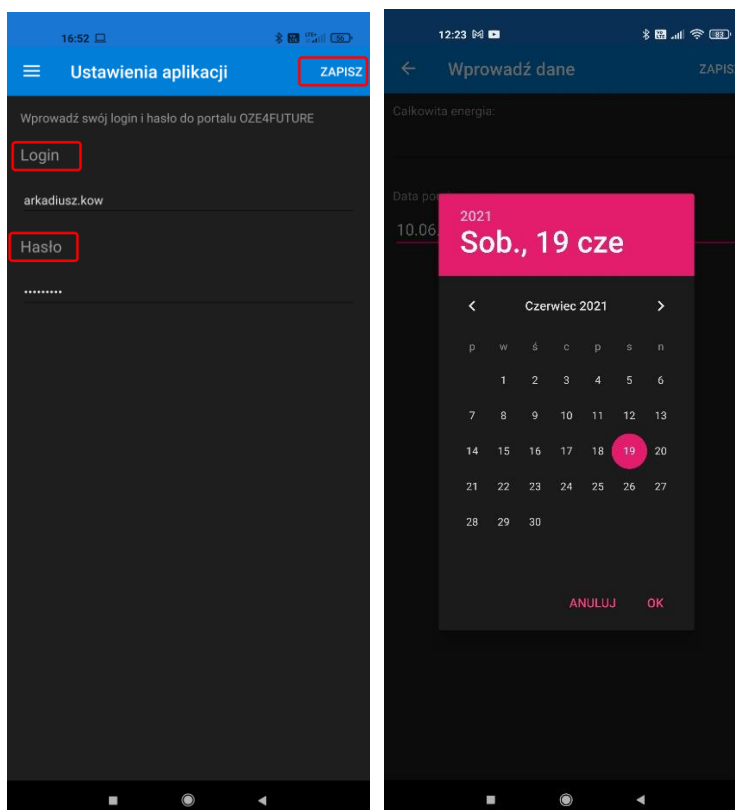 16:52
56
Ustawienia aplikacji
ZAPISZ
Wprowadź swój login i hasło do portalu OZE4FUTURE
Login
arkadiusz.kow
Hasło
•••••••••
12:23
83
Wprowadź dane
ZAPISZ
Całkowita energia:
Data
10.06.
2021
Sob., 19 cze
Czerwiec 2021
p w ś c p s n
1 2 3 4 5 6
7 8 9 10 11 12 13
14 15 16 17 18 19 20
21 22 23 24 25 26 27
28 29 30
ANULUJ OK